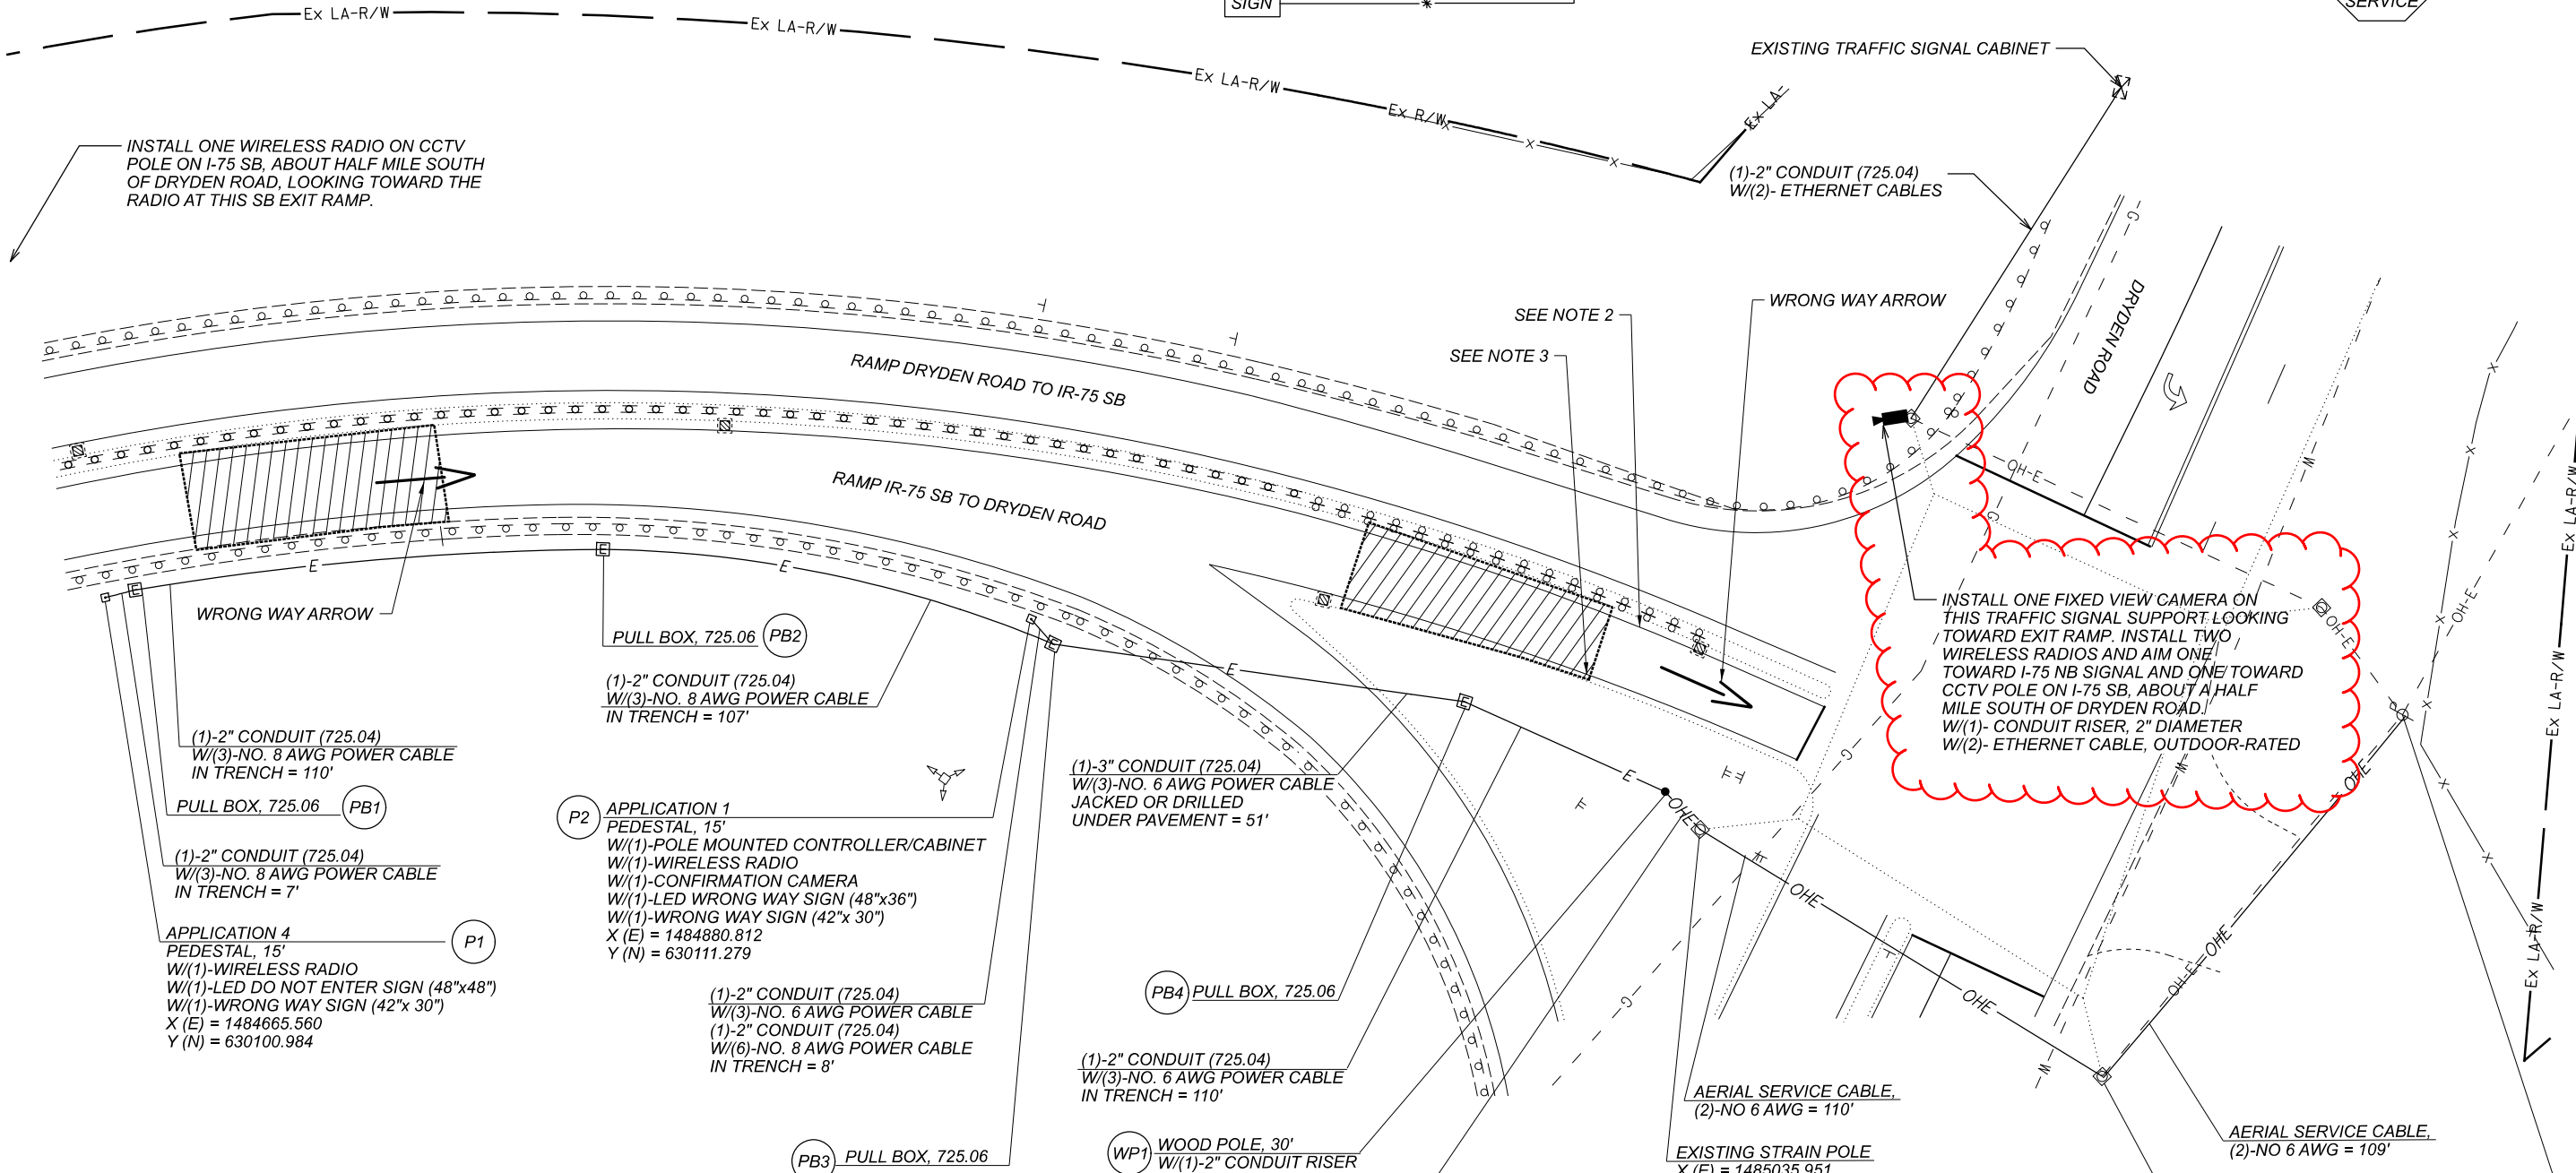 Ex LA-R/W
Ex LA-R/W
Ex LA-R/W
Ex R/W
Ex LA-
SIGN
SERVICE
EXISTING TRAFFIC SIGNAL CABINET
INSTALL ONE WIRELESS RADIO ON CCTV
POLE ON I-75 SB, ABOUT HALF MILE SOUTH
OF DRYDEN ROAD, LOOKING TOWARD THE
RADIO AT THIS SB EXIT RAMP.
(1)-2" CONDUIT (725.04)
W/(2)- ETHERNET CABLES
WRONG WAY ARROW
SEE NOTE 2
SEE NOTE 3
DRYDEN ROAD
RAMP DRYDEN ROAD TO IR-75 SB
RAMP IR-75 SB TO DRYDEN ROAD
G
W
OH-E
G
X
X
X
X
X
X
X
X
X
X
OH-E
OH-E
Ex LA-R/W
Ex LA-R/W
Ex LA-R/W
E
E
E
E
E
E
E
E
WRONG WAY ARROW
PULL BOX, 725.06
PB2
(1)-2" CONDUIT (725.04)
W/(3)-NO. 8 AWG POWER CABLE
IN TRENCH = 107'
INSTALL ONE FIXED VIEW CAMERA ON
THIS TRAFFIC SIGNAL SUPPORT LOOKING
TOWARD EXIT RAMP. INSTALL TWO
WIRELESS RADIOS AND AIM ONE
TOWARD I-75 NB SIGNAL AND ONE TOWARD
CCTV POLE ON I-75 SB, ABOUT A HALF
MILE SOUTH OF DRYDEN ROAD.
W/(1)- CONDUIT RISER, 2" DIAMETER
W/(2)- ETHERNET CABLE, OUTDOOR-RATED
(1)-2" CONDUIT (725.04)
W/(3)-NO. 8 AWG POWER CABLE
IN TRENCH = 110'
PULL BOX, 725.06
PB1
(1)-2" CONDUIT (725.04)
W/(3)-NO. 8 AWG POWER CABLE
IN TRENCH = 7'
APPLICATION 4
P1
PEDESTAL, 15'
W/(1)-WIRELESS RADIO
W/(1)-LED DO NOT ENTER SIGN (48"x48")
W/(1)-WRONG WAY SIGN (42"x 30")
X (E) = 1484665.560
Y (N) = 630100.984
P2
APPLICATION 1
PEDESTAL, 15'
W/(1)-POLE MOUNTED CONTROLLER/CABINET
W/(1)-WIRELESS RADIO
W/(1)-CONFIRMATION CAMERA
W/(1)-LED WRONG WAY SIGN (48"x36")
W/(1)-WRONG WAY SIGN (42"x 30")
X (E) = 1484880.812
Y (N) = 630111.279
(1)-2" CONDUIT (725.04)
W/(3)-NO. 6 AWG POWER CABLE
(1)-2" CONDUIT (725.04)
W/(6)-NO. 8 AWG POWER CABLE
IN TRENCH = 8'
PB3
PULL BOX, 725.06
(1)-3" CONDUIT (725.04)
W/(3)-NO. 6 AWG POWER CABLE
JACKED OR DRILLED
UNDER PAVEMENT = 51'
PB4
PULL BOX, 725.06
(1)-2" CONDUIT (725.04)
W/(3)-NO. 6 AWG POWER CABLE
IN TRENCH = 110'
WP1
WOOD POLE, 30'
W/(1)-2" CONDUIT RISER
G
G
W
W
OHE
OHE
OHE
OHE
OHE
OH-E
AERIAL SERVICE CABLE,
(2)-NO 6 AWG = 110'
EXISTING STRAIN POLE
X (E) = 1485035.951
AERIAL SERVICE CABLE,
(2)-NO 6 AWG = 109'